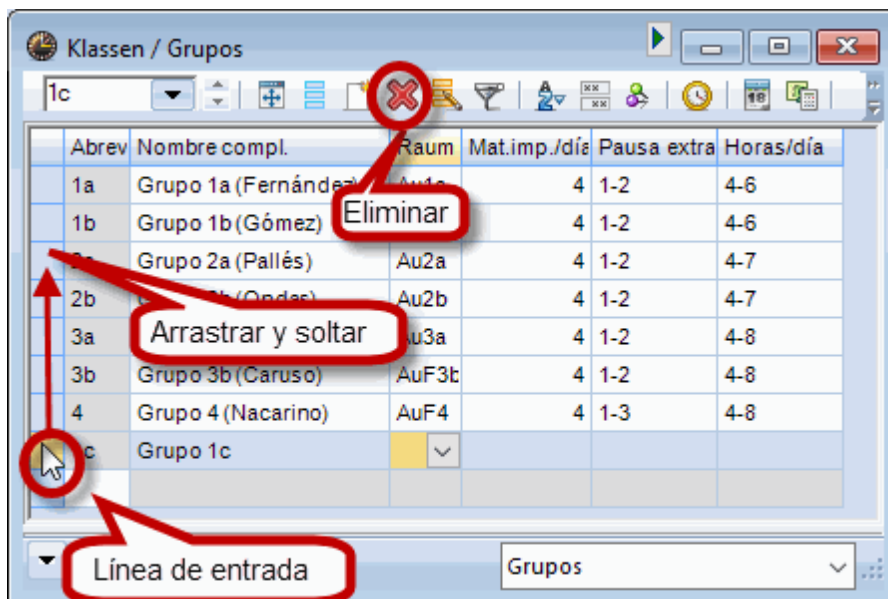 Klassen / Grupos
1c
Abrev Nombre compl. Raum Mat.imp./día Pausa extra Horas/día
1a Grupo 1a (Fernández) 4 1-2 4-6
Eliminar
1b Grupo 1b (Gómez) 4 1-2 4-6
Grupo 2a (Pallés) Au2a 4 1-2 4-7
2b Au2b 4 1-2 4-7
Arrastrar y soltar
3a Au3a 4 1-2 4-8
3b Grupo 3b (Caruso) AuF3b 4 1-2 4-8
4 Grupo 4 (Nacarino) AuF4 4 1-3 4-8
Grupo 1c
Línea de entrada
Grupos